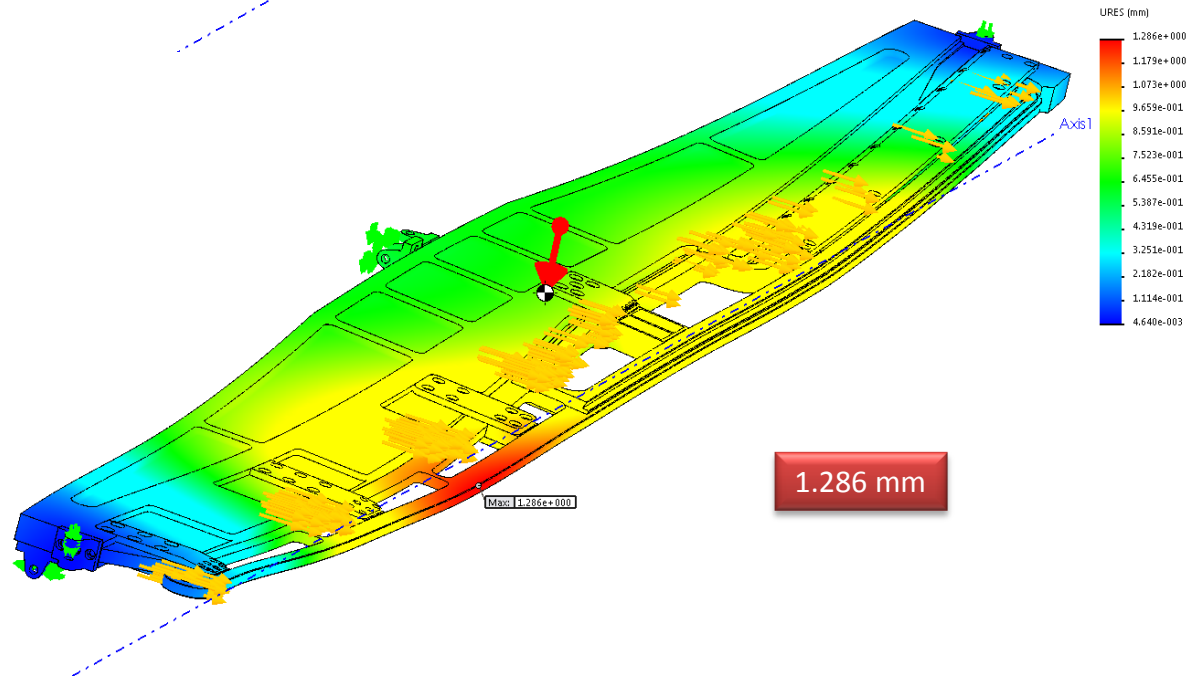 URES (mm)
1.286e+000
1.179e+000
1.073e+000
9.659e-001
8.591e-001
7.523e-001
6.455e-001
5.387e-001
4.319e-001
3.251e-001
2.182e-001
1.114e-001
4.640e-003
Axis1
1.286 mm
Max: 1.286e+000